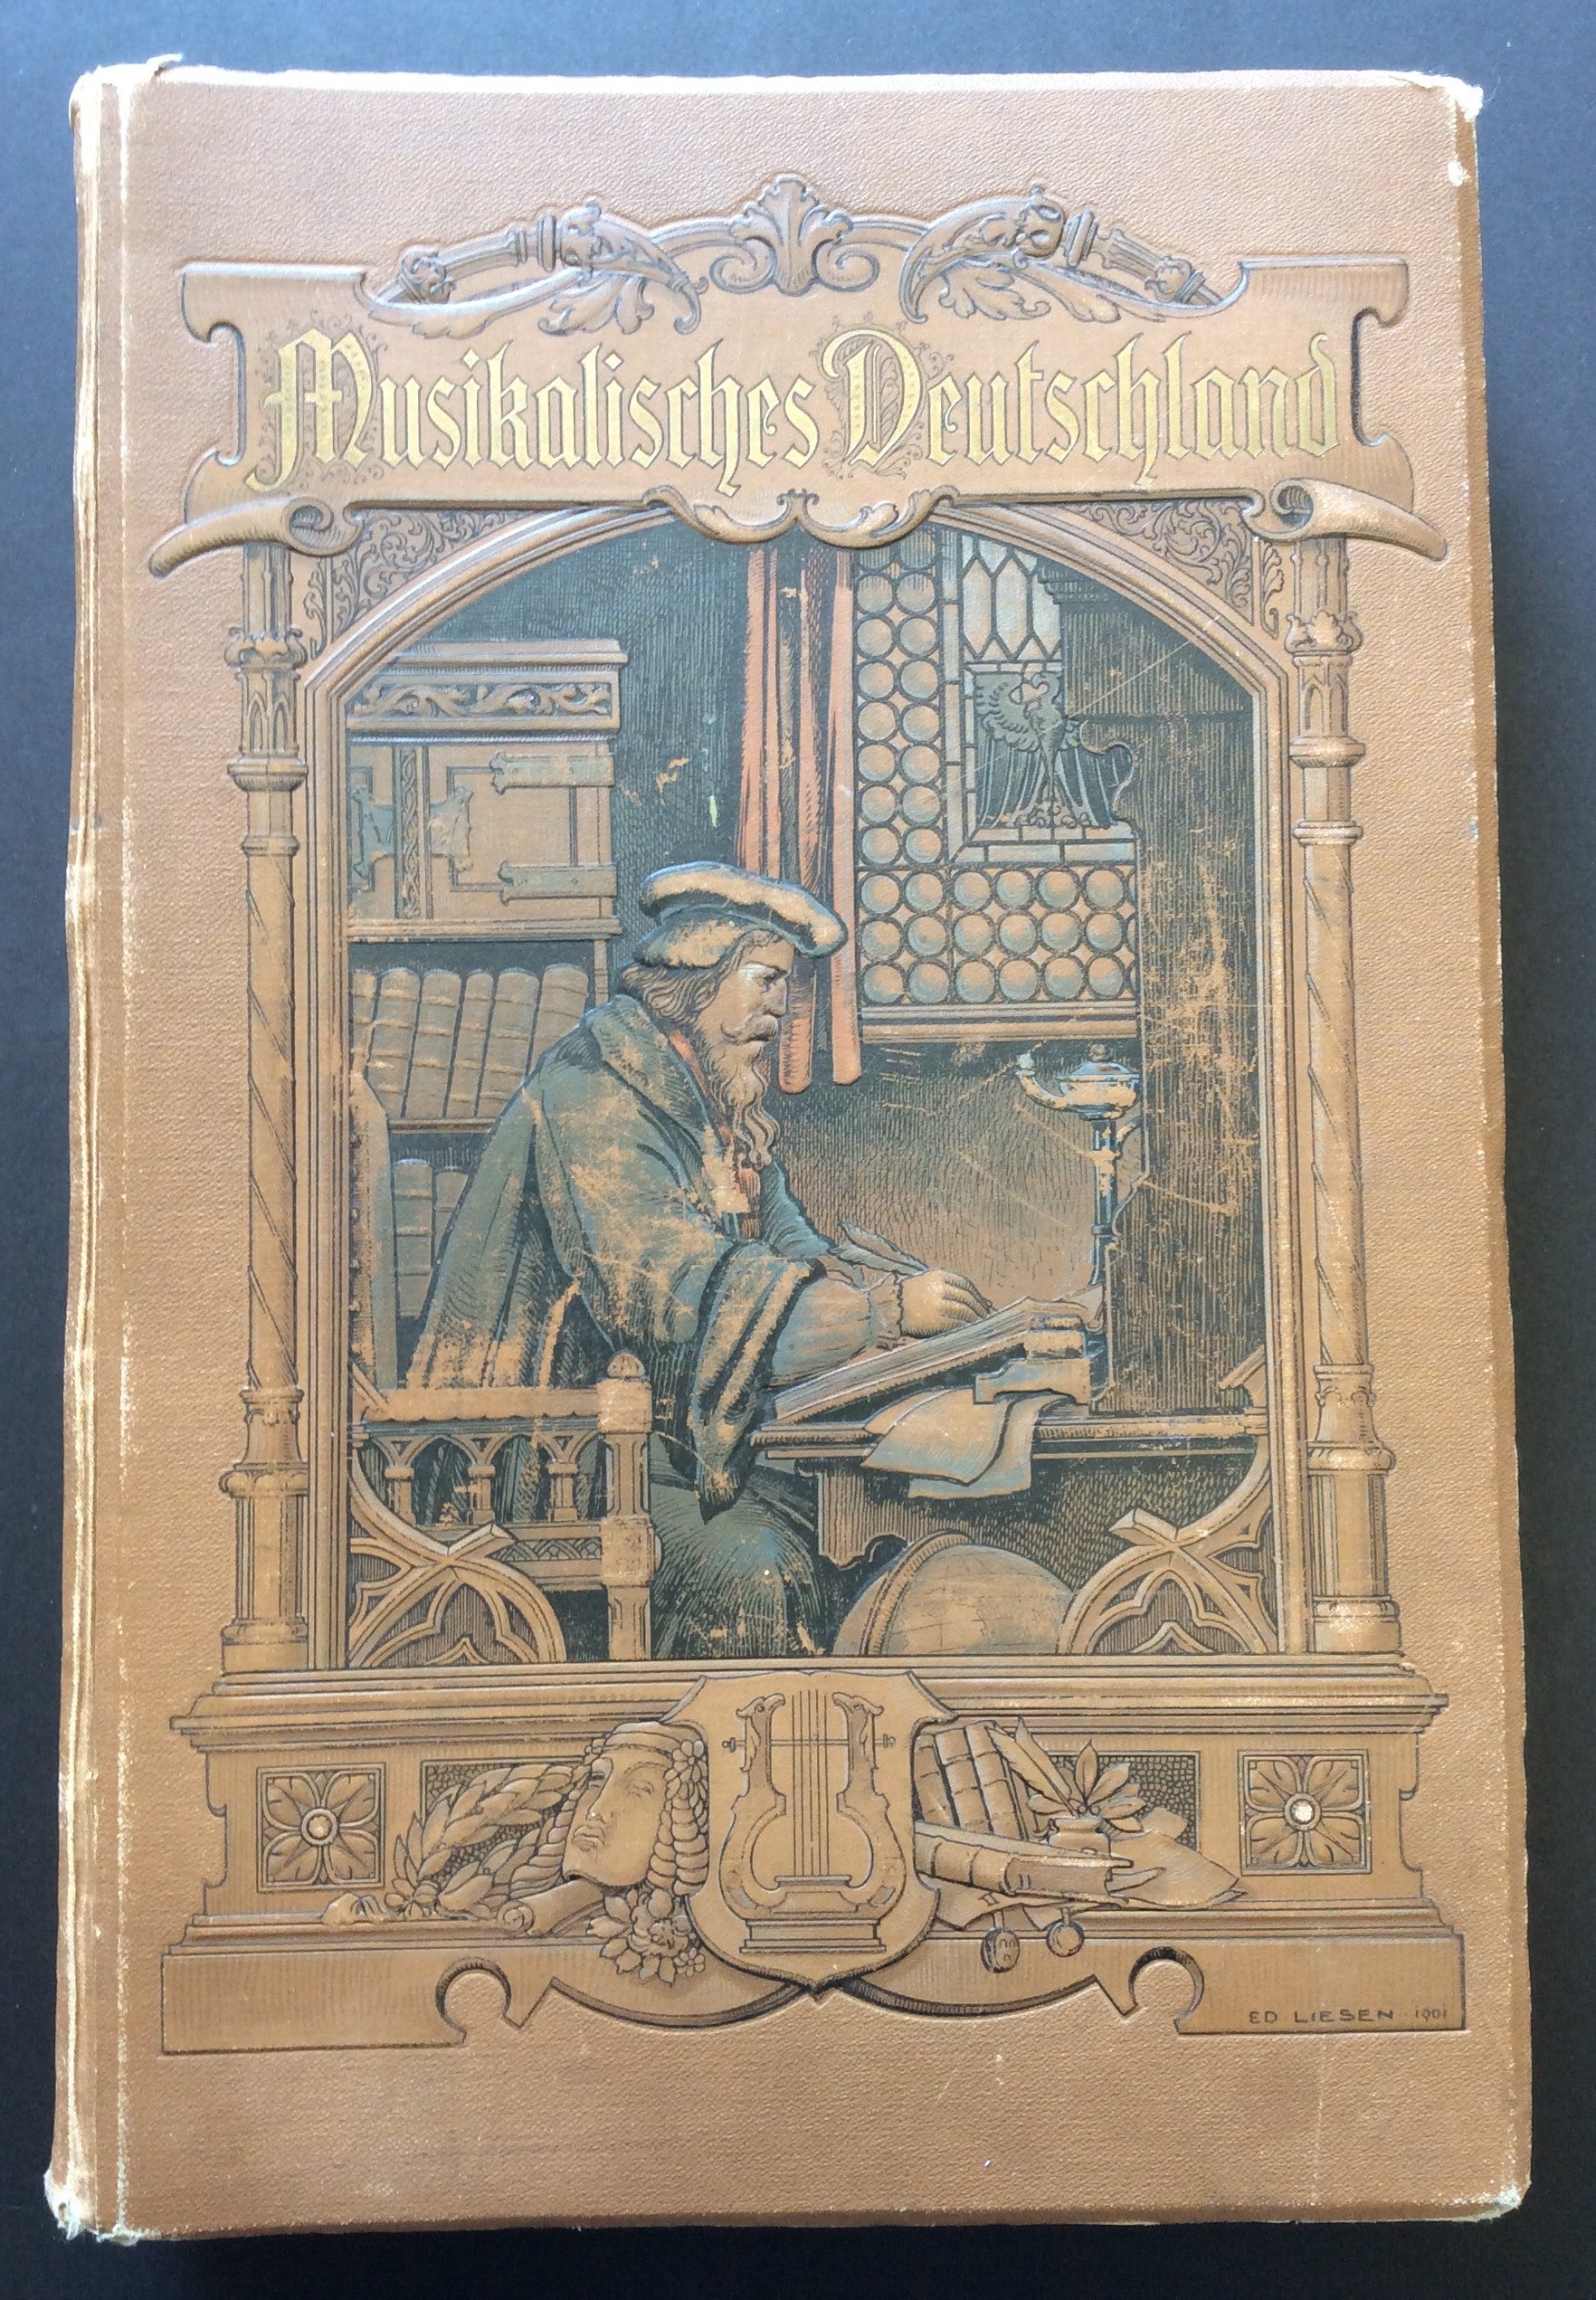 Musikalisches Deutschland
ED LIESEN 1901